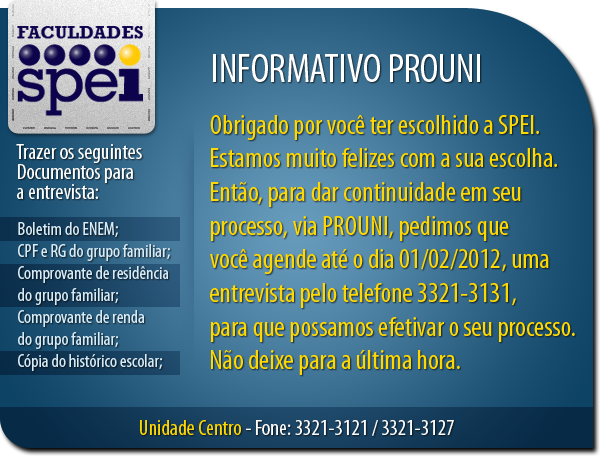 FACULDADES
spei
Trazer os seguintes
Documentos para
a entrevista:
Boletim do ENEM;
CPF e RG do grupo familiar;
Comprovante de residência
do grupo familiar;
Comprovante de renda
do grupo familiar;
Cópia do histórico escolar;
INFORMATIVO PROUNI
Obrigado por você ter escolhido a SPEI.
Estamos muito felizes com a sua escolha.
Então, para dar continuidade em seu
processo, via PROUNI, pedimos que
você agende até o dia 01/02/2012, uma
entrevista pelo telefone 3321-3131,
para que possamos efetivar o seu processo.
Não deixe para a última hora.
Unidade Centro - Fone: 3321-3121 / 3321-3127